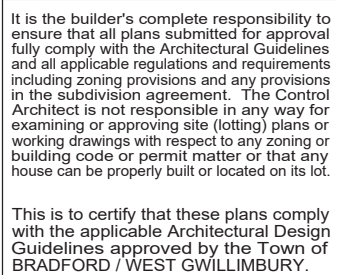 It is the builder's complete responsibility to
ensure that all plans submitted for approval
fully comply with the Architectural Guidelines
and all applicable regulations and requirements
including zoning provisions and any provisions
in the subdivision agreement. The Control
Architect is not responsible in any way for
examining or approving site (lotting) plans or
working drawings with respect to any zoning or
building code or permit matter or that any
house can be properly built or located on its lot.
This is to certify that these plans comply
with the applicable Architectural Design
Guidelines approved by the Town of
BRADFORD / WEST GWILLIMBURY.